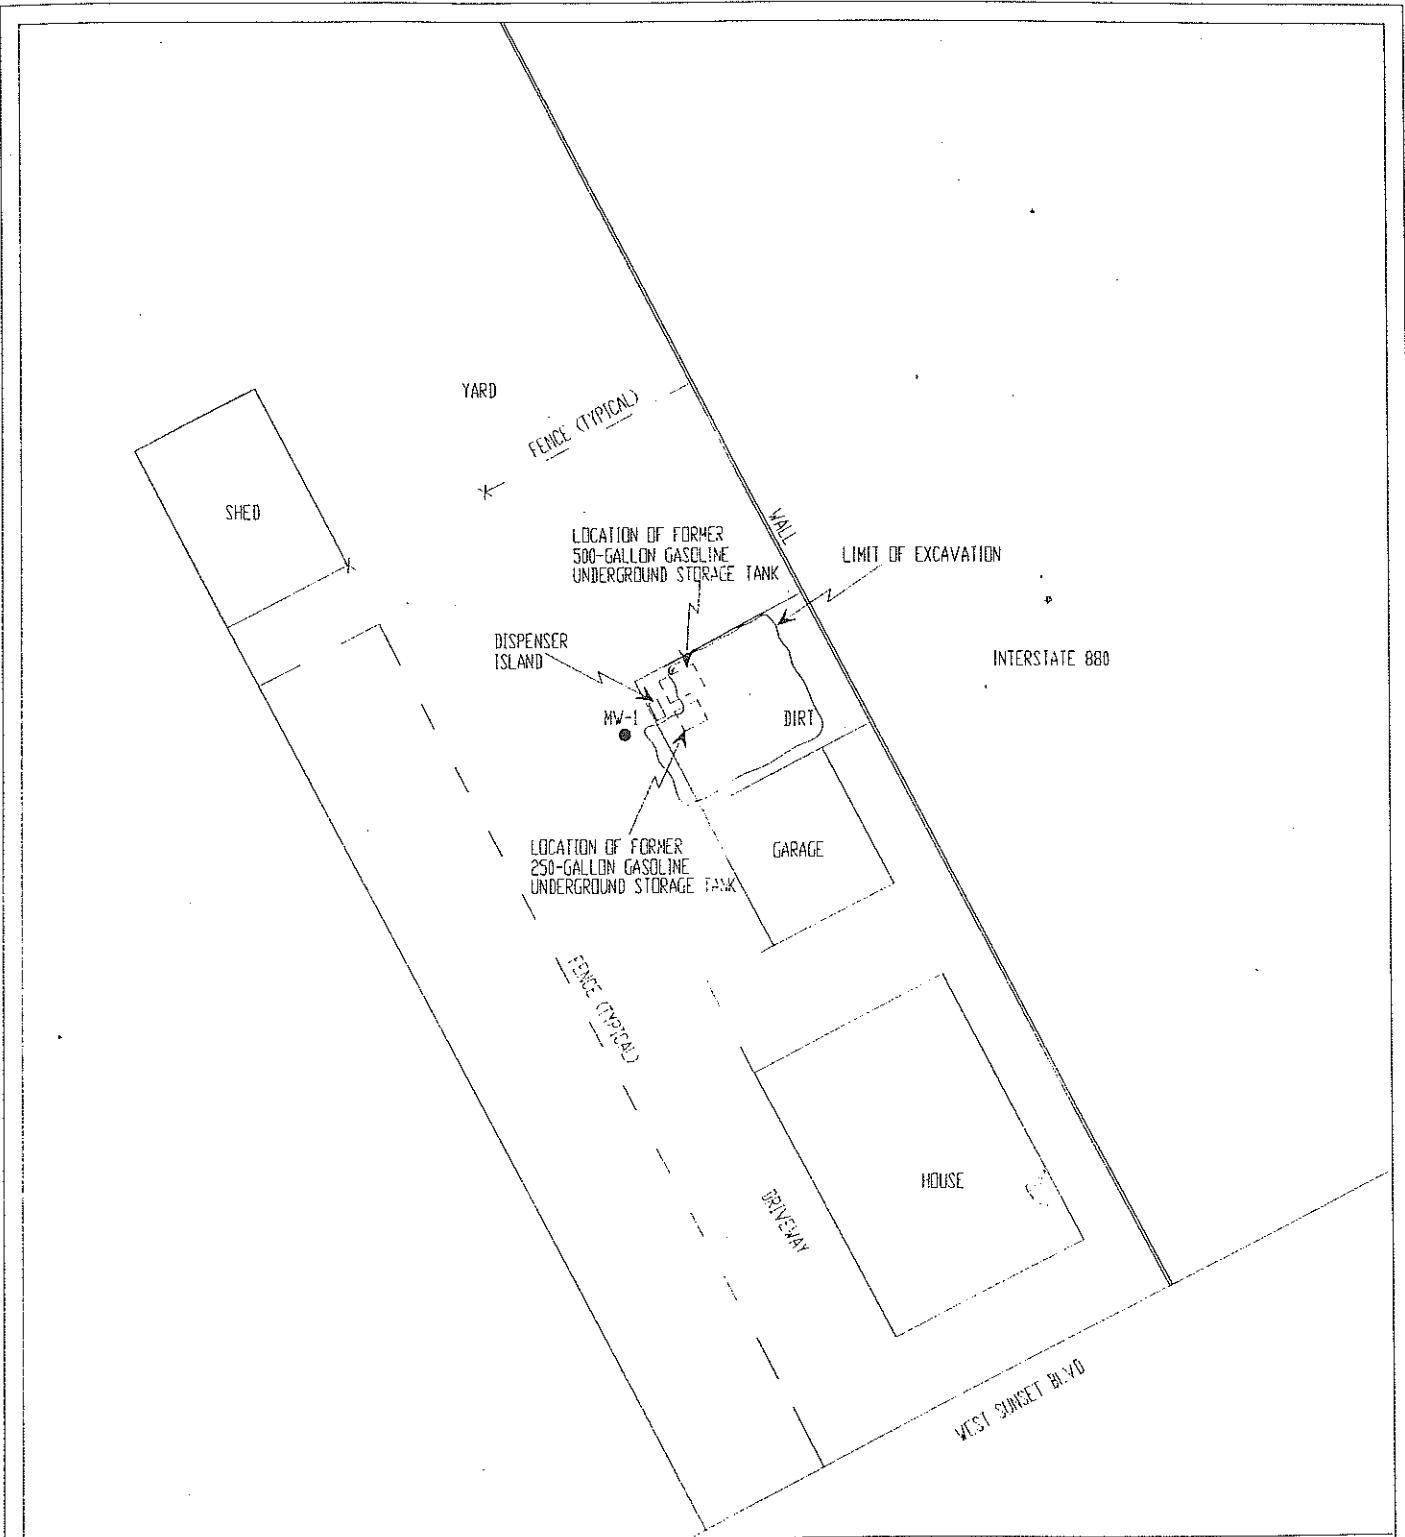 YARD
FENCE (TYPICAL)
SHED
WALL
LOCATION OF FORMER
500-GALLON GASOLINE
UNDERGROUND STORAGE TANK
LIMIT OF EXCAVATION
DISPENSER
ISLAND
INTERSTATE 880
MW-1
DIRT
LOCATION OF FORMER
250-GALLON GASOLINE
UNDERGROUND STORAGE TANK
GARAGE
FENCE (TYPICAL)
HOUSE
DRIVEWAY
WEST SUNSET BLVD